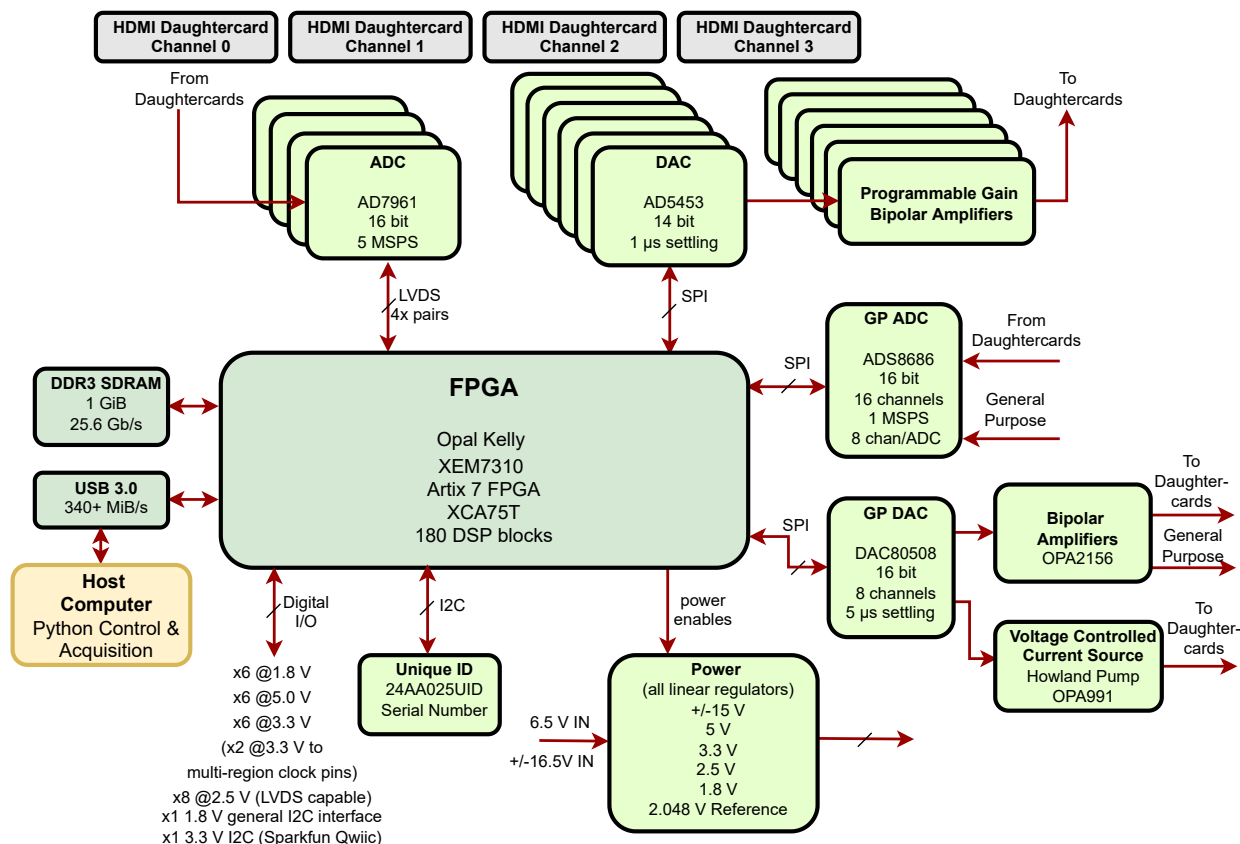 HDMI Daughtercard
Channel 0
HDMI Daughtercard
Channel 1
HDMI Daughtercard
Channel 2
HDMI Daughtercard
Channel 3
From
Daughtercards
ADC
AD7961
16 bit
5 MSPS
DAC
AD5453
14 bit
1 µs settling
Programmable Gain
Bipolar Amplifiers
To
Daughtercards
LVDS
4x pairs
SPI
GP ADC
ADS8686
16 bit
16 channels
1 MSPS
8 chan/ADC
From
Daughtercards
General
Purpose
SPI
DDR3 SDRAM
1 GiB
25.6 Gb/s
USB 3.0
340+ MiB/s
Host
Computer
Python Control &
Acquisition
FPGA
Opal Kelly
XEM7310
Artix 7 FPGA
XCA75T
180 DSP blocks
SPI
GP DAC
DAC80508
16 bit
8 channels
5 µs settling
Bipolar
Amplifiers
OPA2156
To
Daughter-
cards
General
Purpose
Voltage Controlled
Current Source
Howland Pump
OPA991
To
Daughter-
cards
Digital
I/O
x6 @1.8 V
x6 @5.0 V
x6 @3.3 V
(x2 @3.3 V to
multi-region clock pins)
x8 @2.5 V (LVDS capable)
x1 1.8 V general I2C interface
x1 3.3 V I2C (Sparkfun Qwiic)
I2C
Unique ID
24AA025UID
Serial Number
power
enables
6.5 V IN
+/-16.5V IN
Power
(all linear regulators)
+/-15 V
5 V
3.3 V
2.5 V
1.8 V
2.048 V Reference